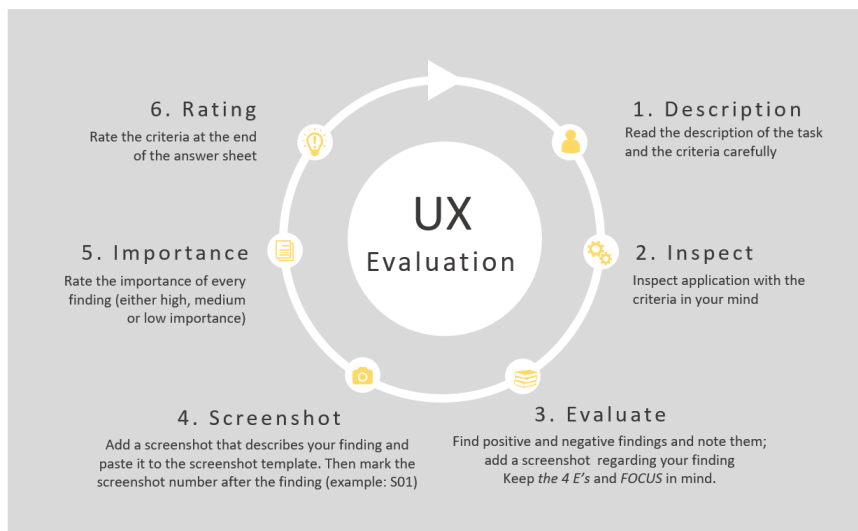 UX
Evaluation
1. Description
Read the description of the task
and the criteria carefully
2. Inspect
Inspect application with the
criteria in your mind
3. Evaluate
Find positive and negative findings and note them;
add a screenshot regarding your finding
Keep the 4 E's and FOCUS in mind.
4. Screenshot
Add a screenshot that describes your finding and
paste it to the screenshot template. Then mark the
screenshot number after the finding (example: S01)
5. Importance
Rate the importance of every
finding (either high, medium
or low importance)
6. Rating
Rate the criteria at the end
of the answer sheet